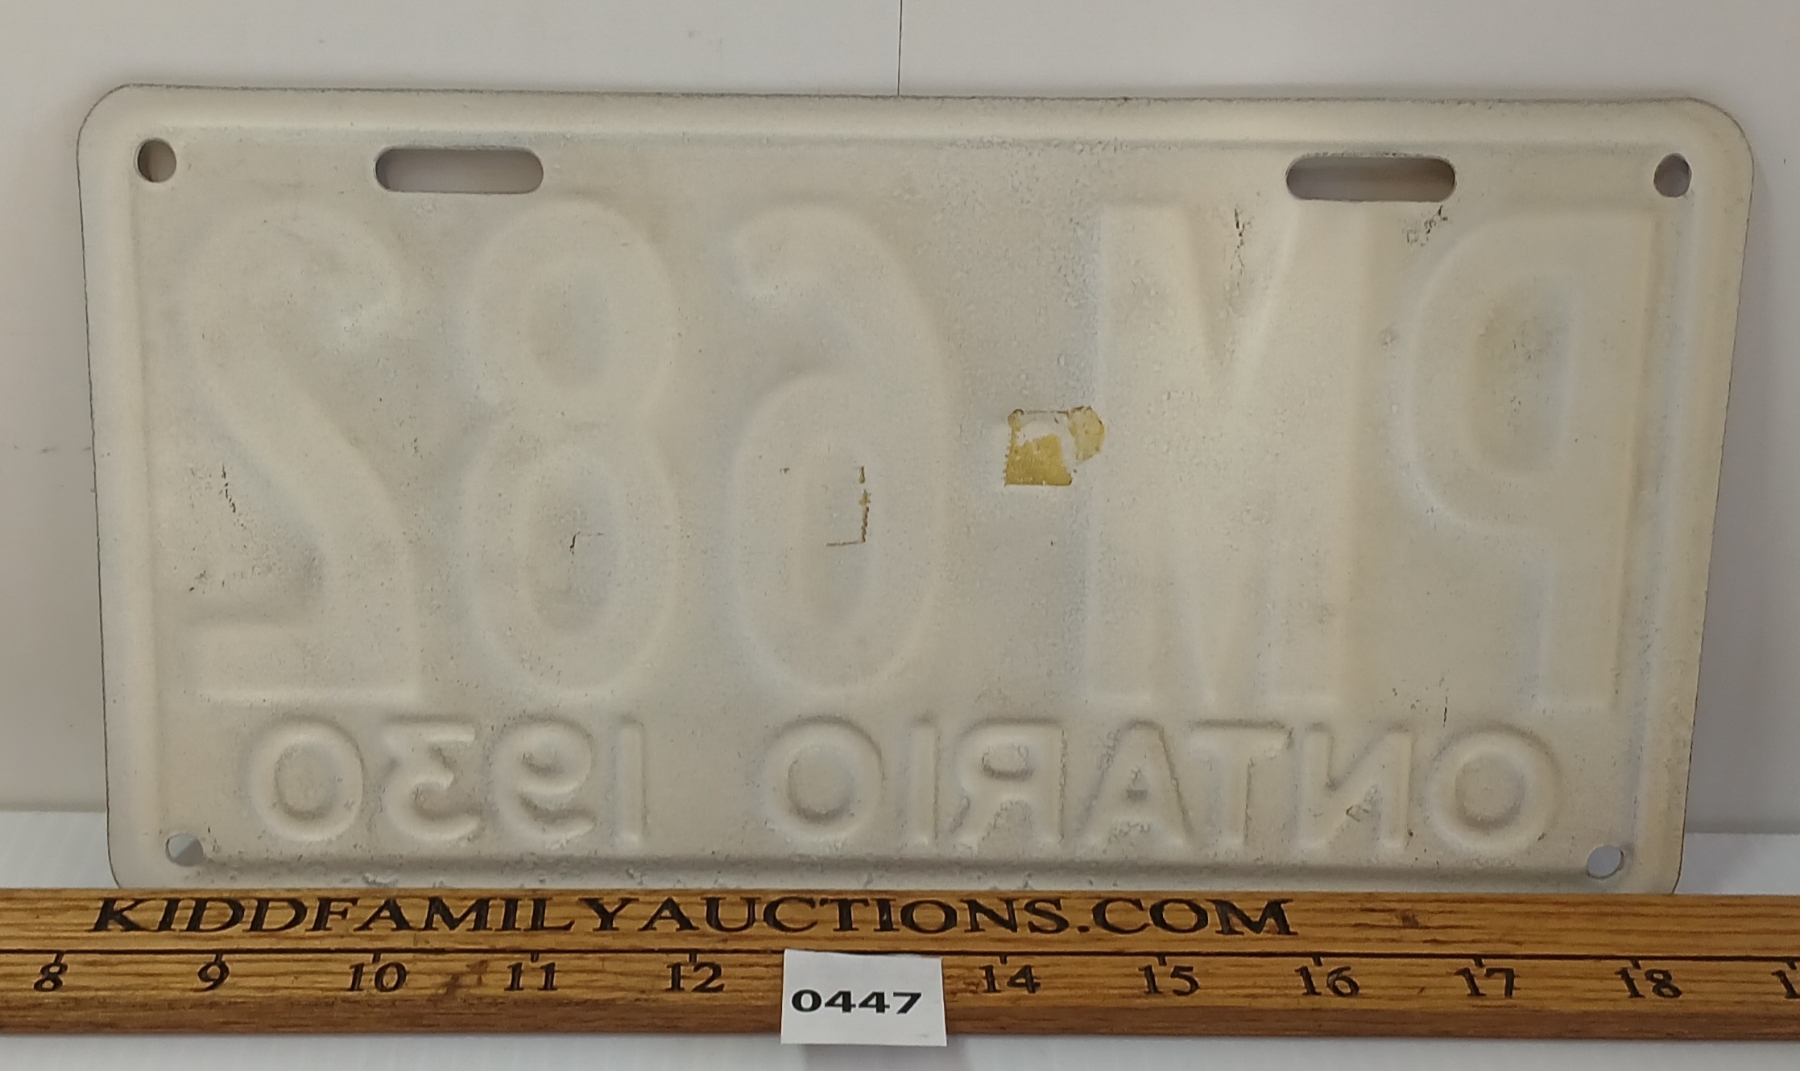 PM 682
ONTARIO 1930
KIDDFAMILYAUCTIONS.COM
8 9 10 11 12 14 15 16 17 18
0447